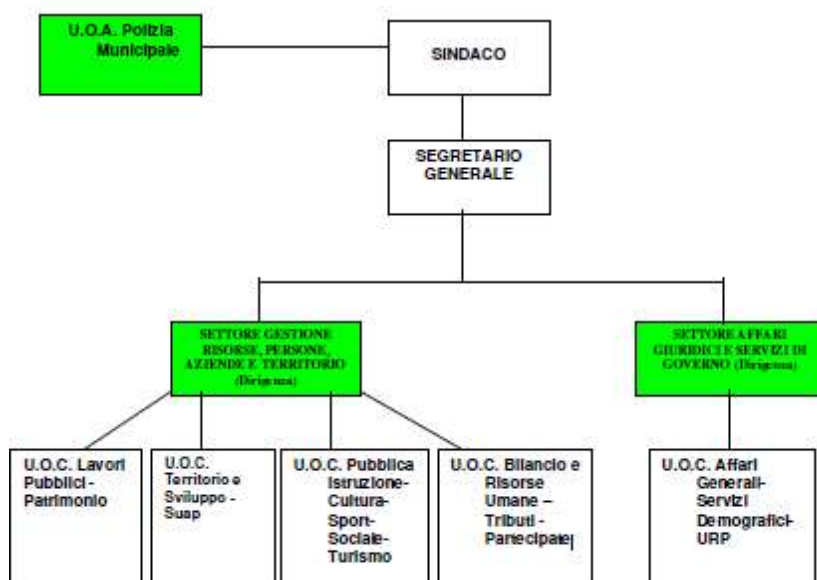 U.O.A. Polizia
Municipale
SINDACO
SEGRETARIO
GENERALE
SETTORE GESTIONE
RISORSE, PERSONE,
AZIENDE E TERRITORIO
(Dirigenza)
SETTORE AFFARI
GIURIDICI E SERVIZI DI
GOVERNO (Dirigenza)
U.O.C. Lavori
Pubblici -
Patrimonio
U.O.C.
Territorio e
Sviluppo -
Suap
U.O.C. Pubblica
Istruzione-
Cultura-
Sport-
Sociale-
Turismo
U.O.C. Bilancio e
Risorse
Umane –
Tributi -
Partecipate
U.O.C. Affari
Generali-
Servizi
Demografici-
URP